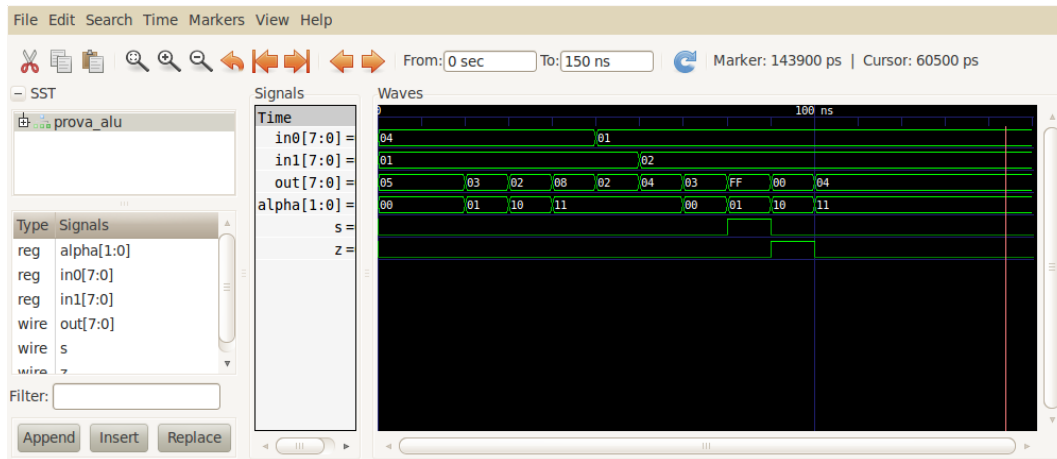 File Edit Search Time Markers View Help
From: 0 sec To: 150 ns Marker: 143900 ps | Cursor: 60500 ps
SST
prova_alu
Type Signals
reg alpha[1:0]
reg in0[7:0]
reg in1[7:0]
wire out[7:0]
wire s
wire z
Filter:
Append Insert Replace
Signals
Time
in0[7:0] =
in1[7:0] =
out[7:0] =
alpha[1:0] =
s =
z =
Waves
0 100 ns
04 01
01 02
05 03 02 08 02 04 03 FF 00 04
00 01 10 11 00 01 10 11